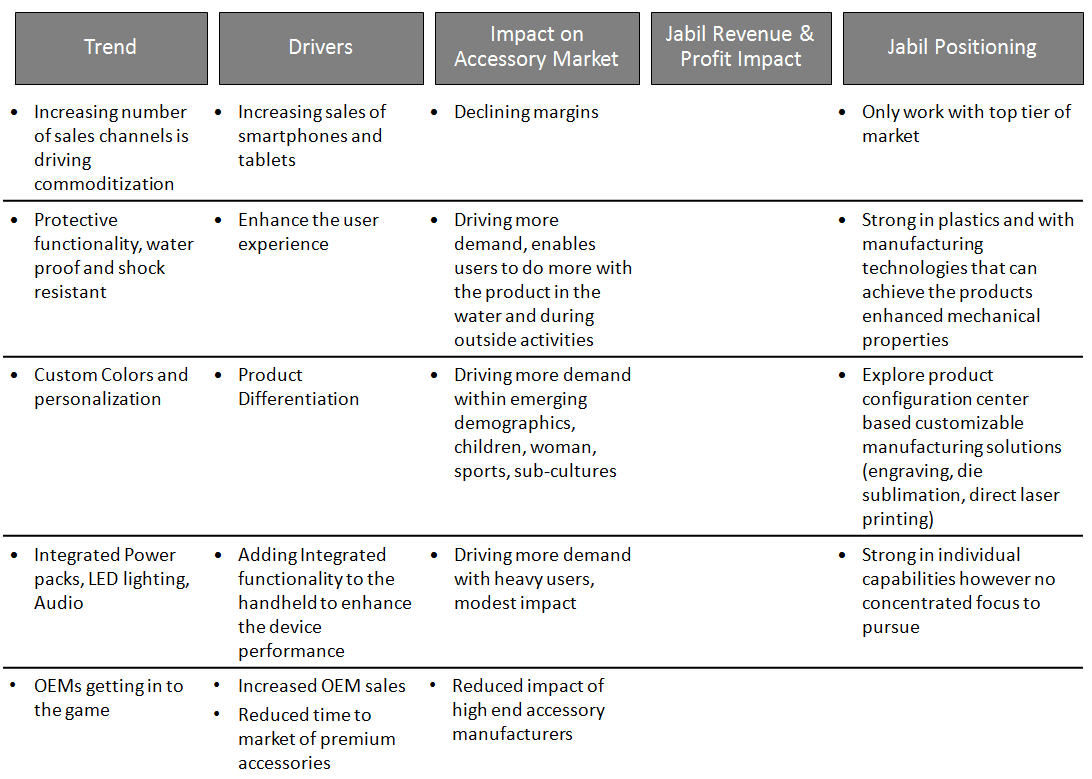 Trend
Drivers
Impact on
Accessory Market
Jabil Revenue &
Profit Impact
Jabil Positioning
• Increasing number
of sales channels is
driving
commoditization
• Increasing sales of
smartphones and
tablets
• Declining margins
• Only work with top tier of
market
• Protective
functionality, water
proof and shock
resistant
• Enhance the user
experience
• Driving more
demand, enables
users to do more with
the product in the
water and during
outside activities
• Strong in plastics and with
manufacturing
technologies that can
achieve the products
enhanced mechanical
properties
• Custom Colors and
personalization
• Product
Differentiation
• Driving more demand
within emerging
demographics,
children, woman,
sports, sub-cultures
• Explore product
configuration center
based customizable
manufacturing solutions
(engraving, die
sublimation, direct laser
printing)
• Integrated Power
packs, LED lighting,
Audio
• Adding Integrated
functionality to the
handheld to enhance
the device
performance
• Driving more demand
with heavy users,
modest impact
• Strong in individual
capabilities however no
concentrated focus to
pursue
• OEMs getting in to
the game
• Increased OEM sales
• Reduced time to
market of premium
accessories
• Reduced impact of
high end accessory
manufacturers